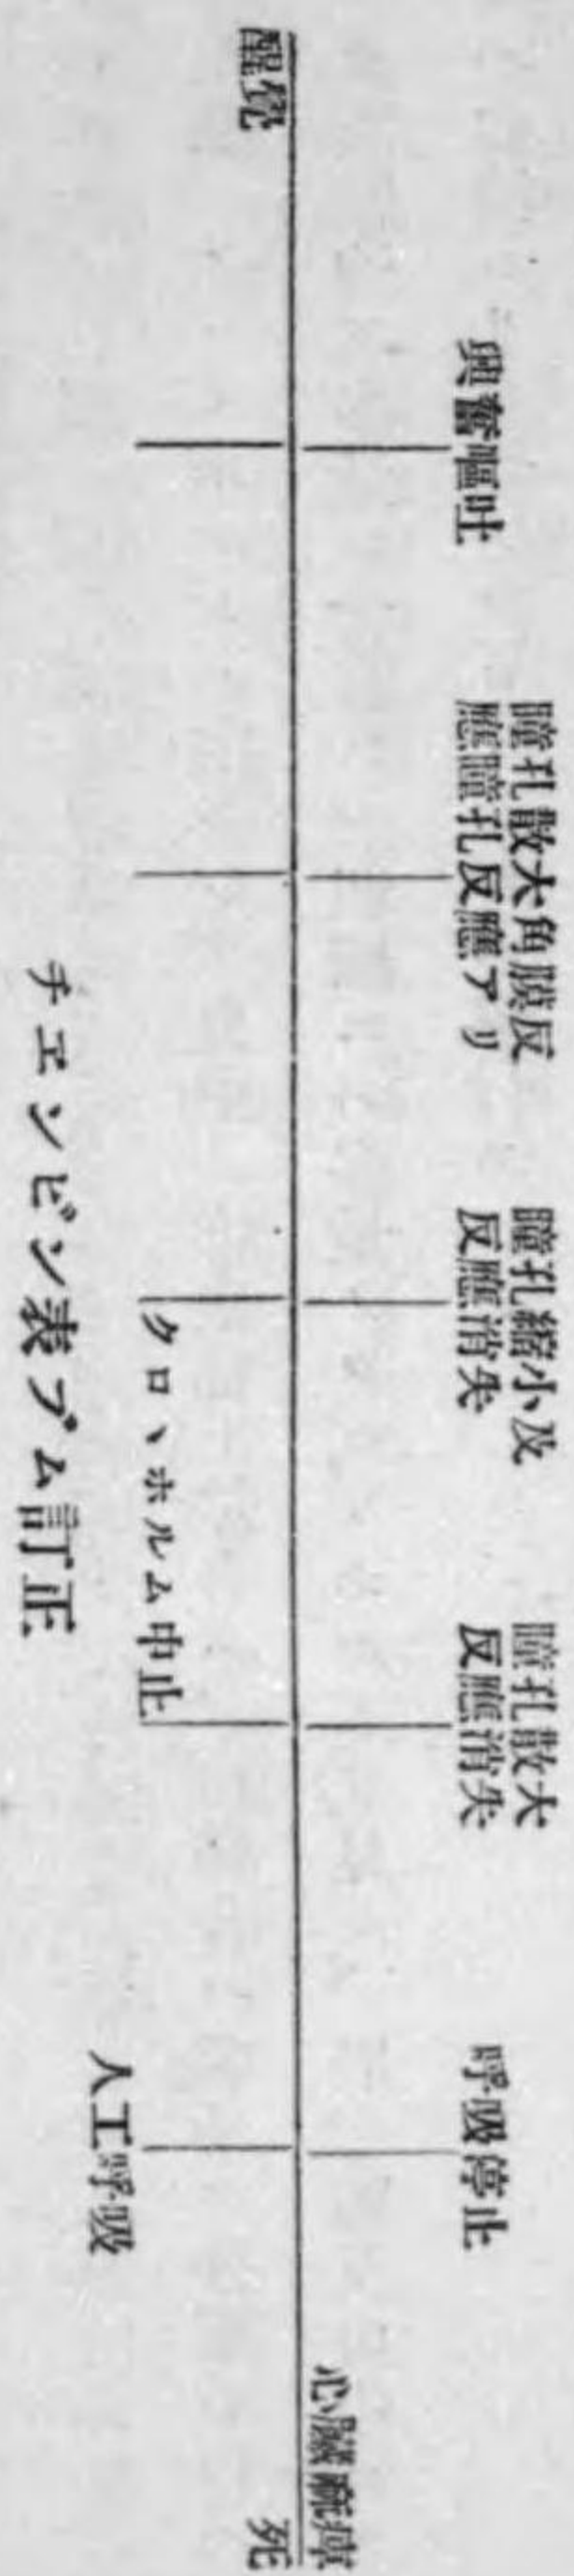 醒覺
興奮嘔吐
瞳孔散大角膜反
應瞳孔反應アリ
瞳孔縮小及
反應消失
瞳孔散大
反應消失
呼吸停止
心臟痲痺
死
クロヽホルム中止
人工呼吸
チエンビン表ブム訂正